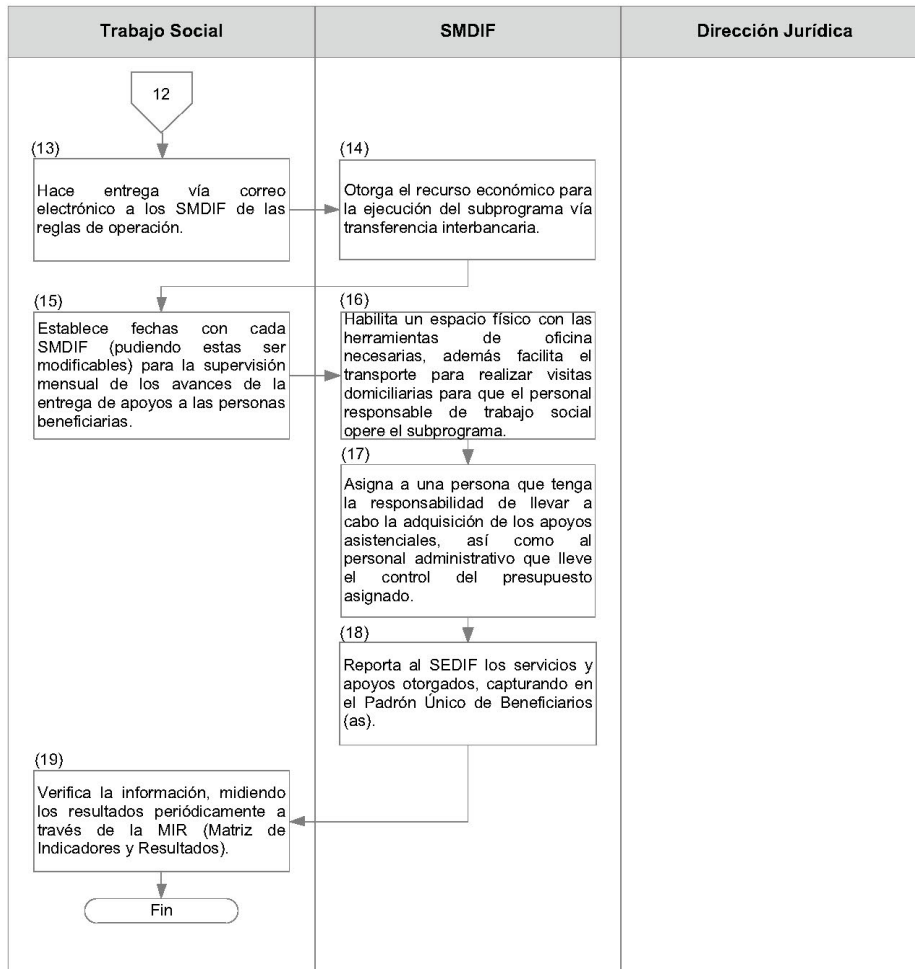 Trabajo Social
SMDIF
Dirección Jurídica
12
(13)
Hace entrega vía correo
electrónico a los SMDIF de las
reglas de operación.
(14)
Otorga el recurso económico para
la ejecución del subprograma vía
transferencia interbancaria.
(15)
Establece fechas con cada
SMDIF (pudiendo estas ser
modificables) para la supervisión
mensual de los avances de la
entrega de apoyos a las personas
beneficiarias.
(16)
Habilita un espacio físico con las
herramientas de oficina
necesarias, además facilita el
transporte para realizar visitas
domiciliarias para que el personal
responsable de trabajo social
opere el subprograma.
(17)
Asigna a una persona que tenga
la responsabilidad de llevar a
cabo la adquisición de los apoyos
asistenciales, así como al
personal administrativo que lleve
el control del presupuesto
asignado.
(18)
Reporta al SEDIF los servicios y
apoyos otorgados, capturando en
el Padrón Único de Beneficiarios
(as).
(19)
Verifica la información, midiendo
los resultados periódicamente a
través de la MIR (Matriz de
Indicadores y Resultados).
Fin